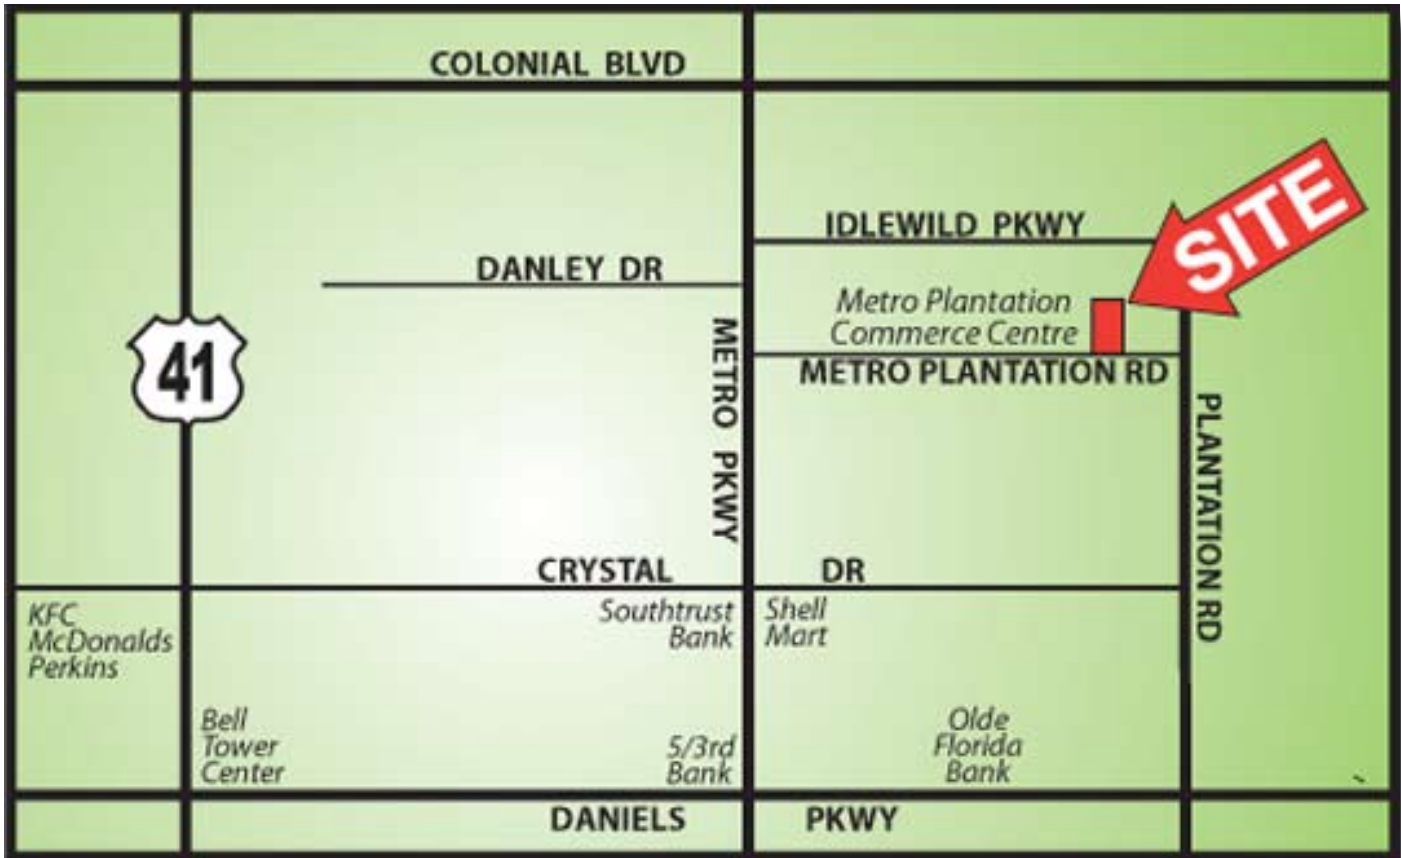 COLONIAL BLVD
SITE
IDLEWILD PKWY
DANLEY DR
Metro Plantation
Commerce Centre
METRO PLANTATION RD
41
METRO PKWY
PLANTATION RD
CRYSTAL DR
KFC
McDonalds
Perkins
Southtrust
Bank
Shell
Mart
Bell
Tower
Center
5/3rd
Bank
Olde
Florida
Bank
DANIELS PKWY